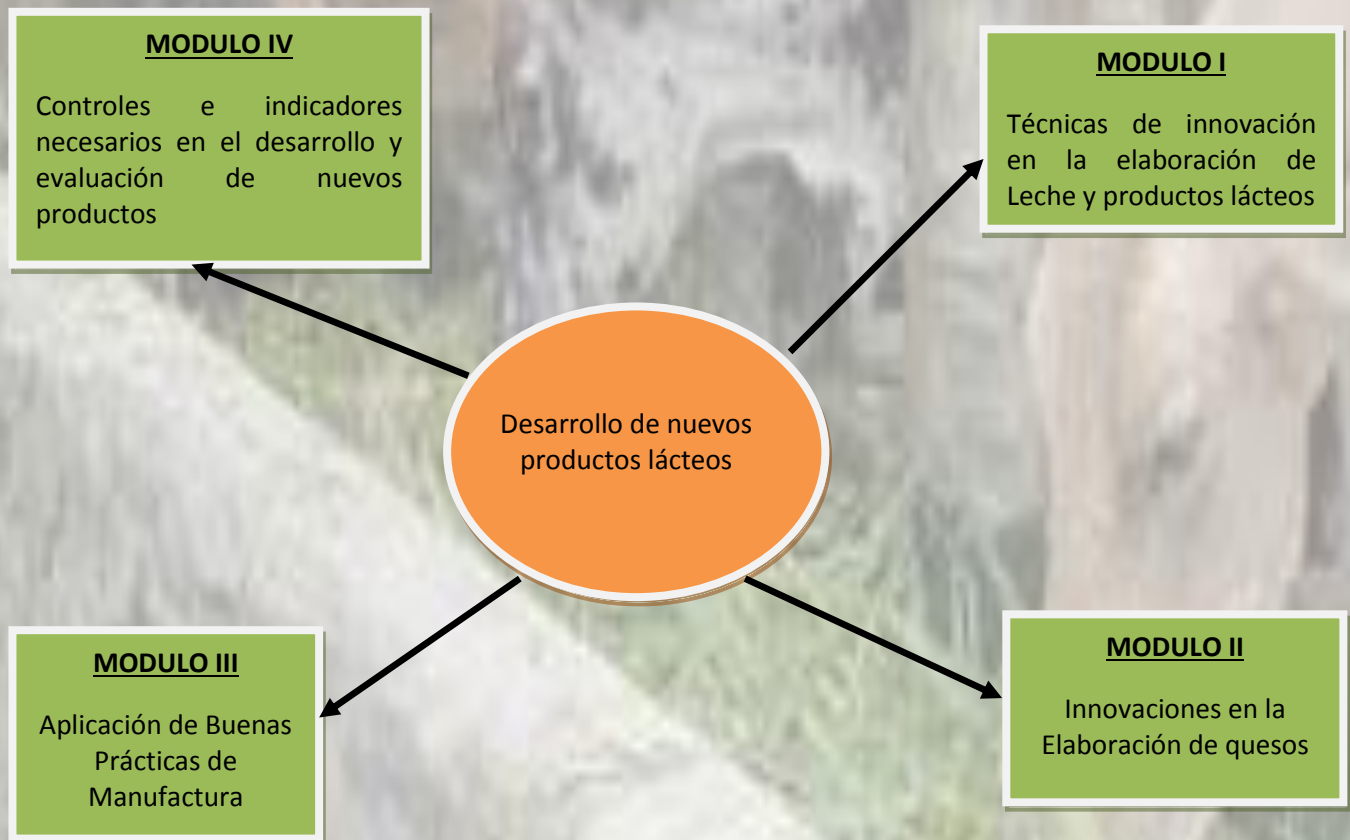 MODULO IV
Controles e indicadores
necesarios en el desarrollo y
evaluación de nuevos
productos
MODULO I
Técnicas de innovación
en la elaboración de
Leche y productos lácteos
Desarrollo de nuevos
productos lácteos
MODULO III
Aplicación de Buenas
Prácticas de
Manufactura
MODULO II
Innovaciones en la
Elaboración de quesos